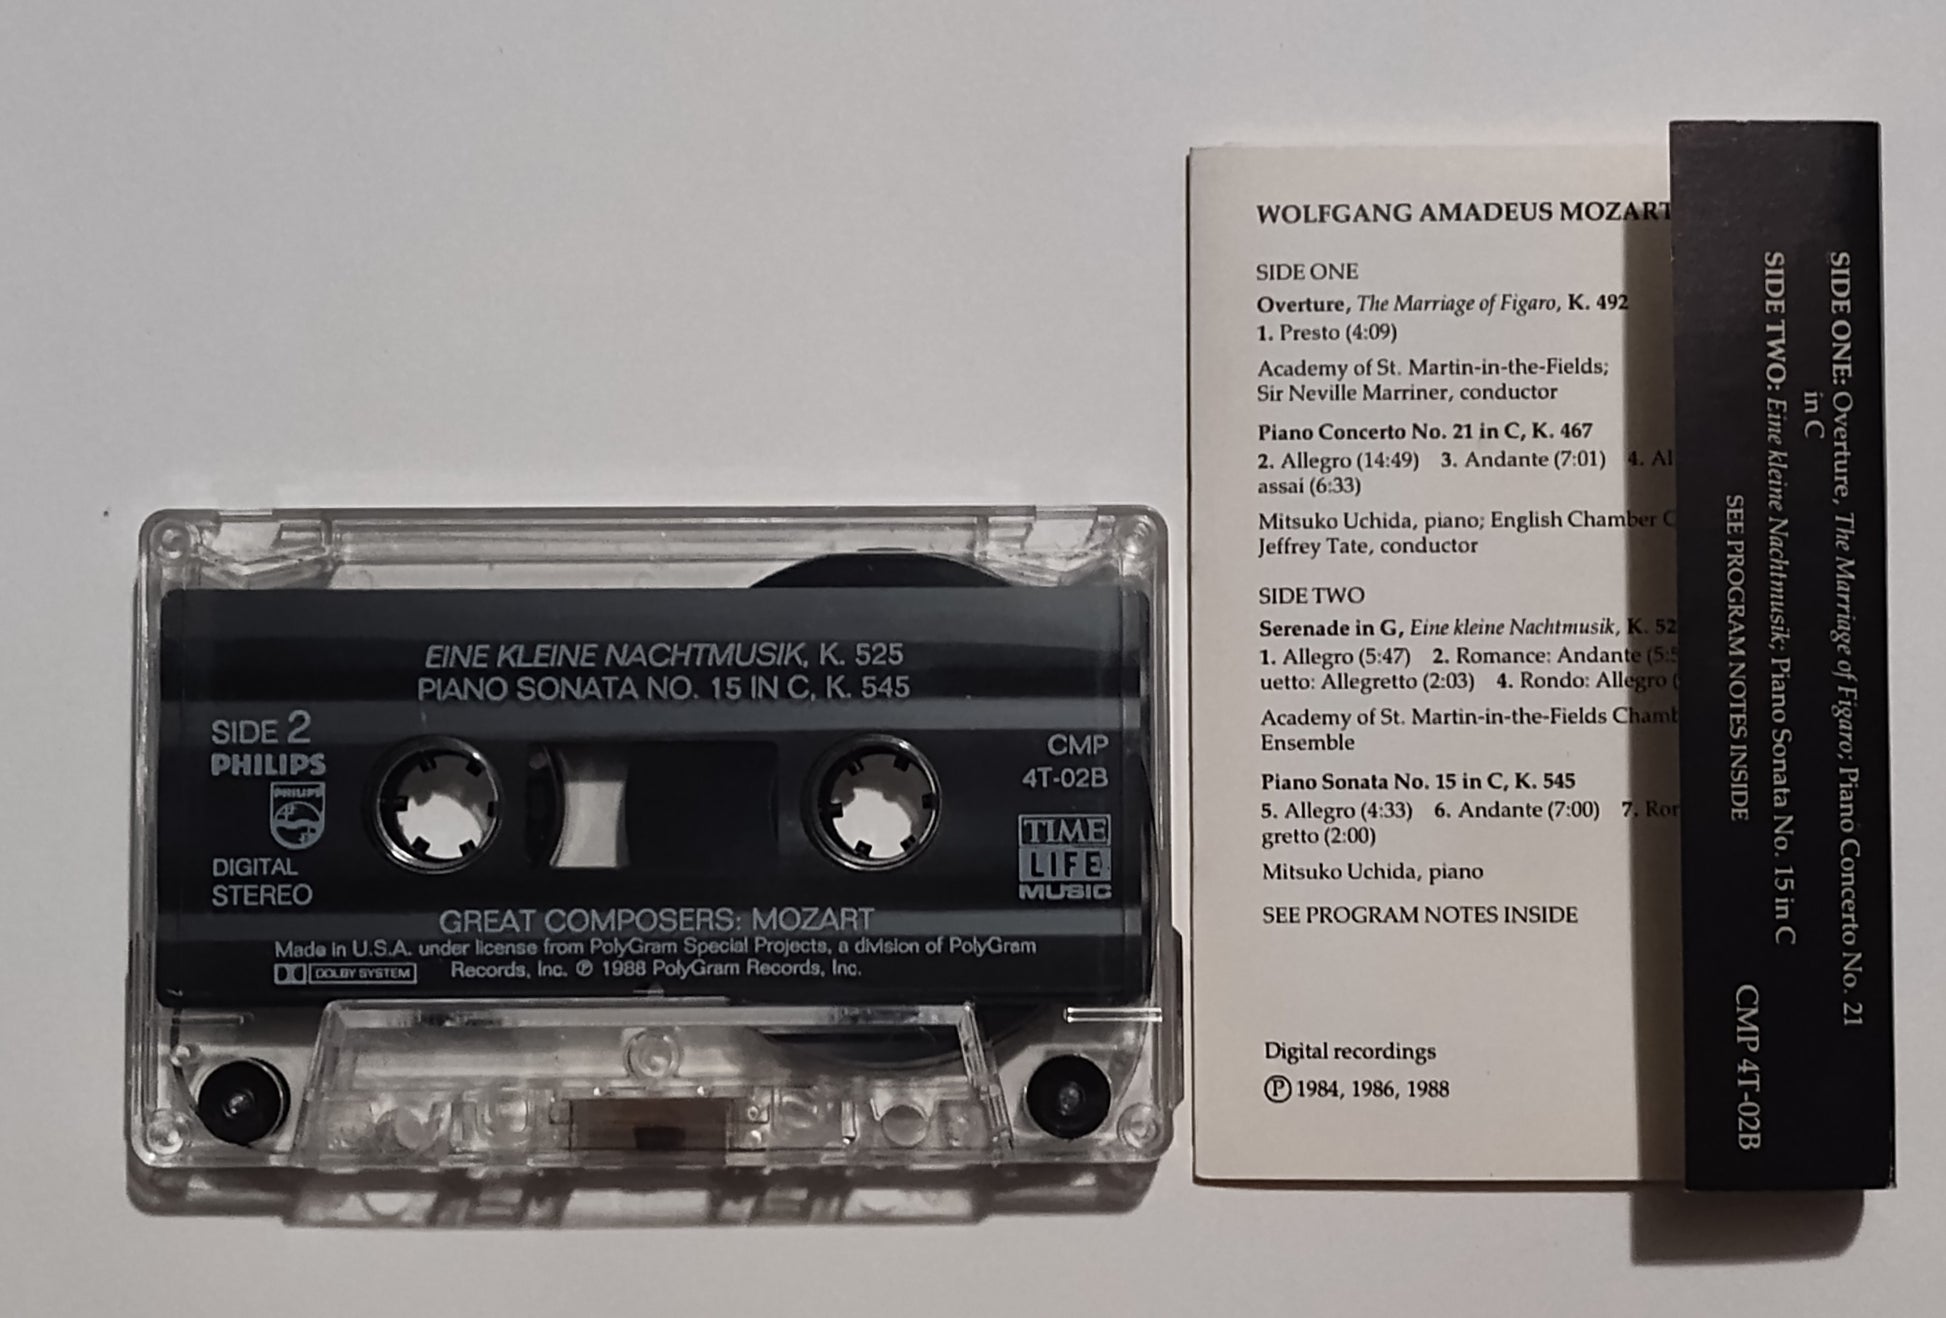 EINE KLEINE NACHTMUSIK, K. 525
PIANO SONATA NO. 15 IN C, K. 545
SIDE 2
PHILIPS
PHILIPS
DIGITAL
STEREO
CMP
4T-02B
TIME
LIFE
MUSIC
GREAT COMPOSERS: MOZART
Made in U.S.A. under license from PolyGram Special Projects, a division of PolyGram
DOLBY SYSTEM
Records, Inc. ℗ 1988 PolyGram Records, Inc.
WOLFGANG AMADEUS MOZART
SIDE ONE
Overture, The Marriage of Figaro, K. 492
1. Presto (4:09)
Academy of St. Martin-in-the-Fields;
Sir Neville Marriner, conductor
Piano Concerto No. 21 in C, K. 467
2. Allegro (14:49) 3. Andante (7:01) 4. Al
assai (6:33)
Mitsuko Uchida, piano; English Chamber C
Jeffrey Tate, conductor
SIDE TWO
Serenade in G, Eine kleine Nachtmusik, K. 52
1. Allegro (5:47) 2. Romance: Andante (5:5
uetto: Allegretto (2:03) 4. Rondo: Allegro (
Academy of St. Martin-in-the-Fields Chamb
Ensemble
Piano Sonata No. 15 in C, K. 545
5. Allegro (4:33) 6. Andante (7:00) 7. Ron
gretto (2:00)
Mitsuko Uchida, piano
SEE PROGRAM NOTES INSIDE
Digital recordings
℗ 1984, 1986, 1988
SIDE ONE: Overture, The Marriage of Figaro; Piano Concerto No. 21
in C
SIDE TWO: Eine kleine Nachtmusik; Piano Sonata No. 15 in C
SEE PROGRAM NOTES INSIDE
CMP 4T-02B